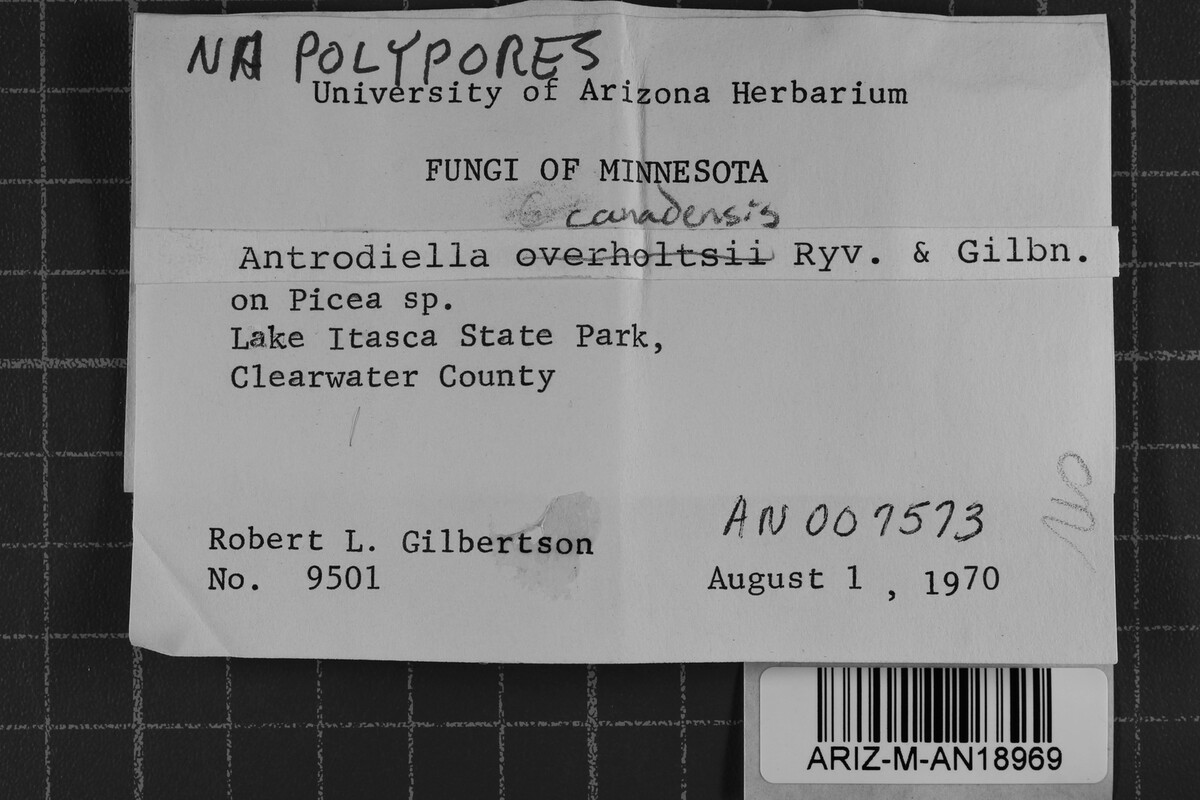 NA POLYPORES
University of Arizona Herbarium
FUNGI OF MINNESOTA
canadensis
Antrodiella overholtsii Ryv. & Gilbn.
on Picea sp.
Lake Itasca State Park,
Clearwater County
AN 007573
No
Robert L. Gilbertson
No. 9501
August 1, 1970
ARIZ-M-AN18969